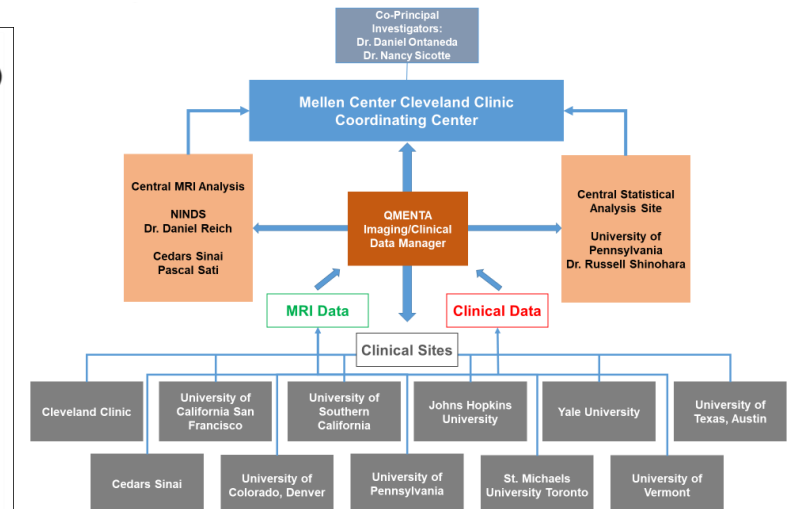 Co-Principal
Investigators:
Dr. Daniel Ontaneda
Dr. Nancy Sicotte
Mellen Center Cleveland Clinic
Coordinating Center
Central MRI Analysis
NINDS
Dr. Daniel Reich
Cedars Sinai
Pascal Sati
QMENTA
Imaging/Clinical
Data Manager
Central Statistical
Analysis Site
University of
Pennsylvania
Dr. Russell Shinohara
MRI Data
Clinical Data
Clinical Sites
Cleveland Clinic
University of
California San
Francisco
University of
Southern
California
Johns Hopkins
University
Yale University
University of
Texas, Austin
Cedars Sinai
University of
Colorado, Denver
University of
Pennsylvania
St. Michaels
University Toronto
University of
Vermont